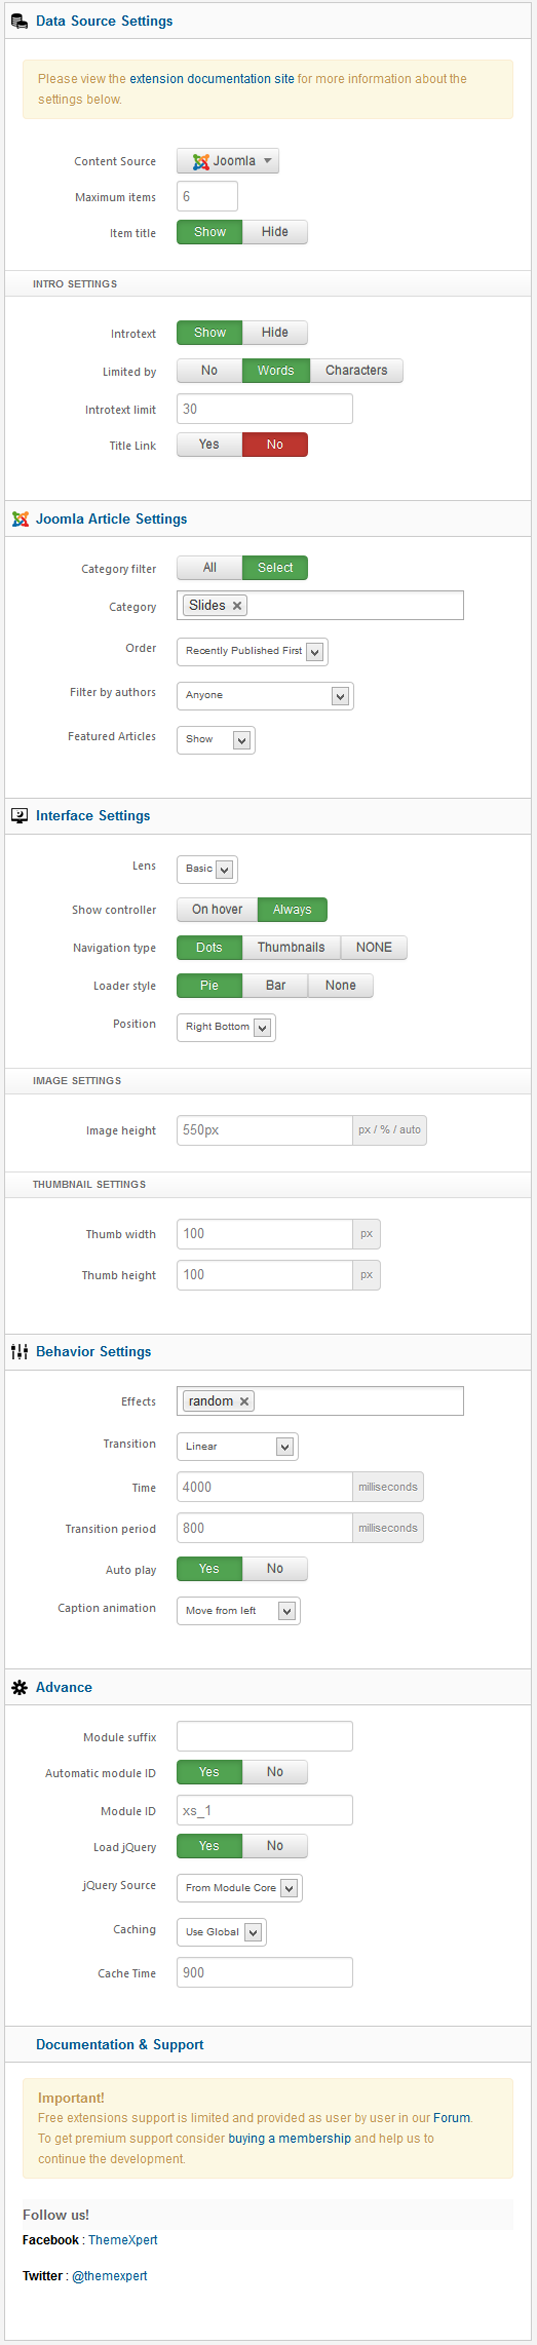 Data Source Settings
Please view the extension documentation site for more information about the
settings below.
Content Source Joomla
Maximum items 6
Item title Show Hide
INTRO SETTINGS
Introtext Show Hide
Limited by No Words Characters
Introtext limit 30
Title Link Yes No
Joomla Article Settings
Category filter All Select
Category Slides ×
Order Recently Published First
Filter by authors Anyone
Featured Articles Show
Interface Settings
Lens Basic
Show controller On hover Always
Navigation type Dots Thumbnails NONE
Loader style Pie Bar None
Position Right Bottom
IMAGE SETTINGS
Image height 550px px / % / auto
THUMBNAIL SETTINGS
Thumb width 100 px
Thumb height 100 px
Behavior Settings
Effects random ×
Transition Linear
Time 4000 milliseconds
Transition period 800 milliseconds
Auto play Yes No
Caption animation Move from left
Advance
Module suffix
Automatic module ID Yes No
Module ID xs_1
Load jQuery Yes No
jQuery Source From Module Core
Caching Use Global
Cache Time 900
Documentation & Support
Important!
Free extensions support is limited and provided as user by user in our Forum.
To get premium support consider buying a membership and help us to
continue the development.
Follow us!
Facebook : ThemeXpert
Twitter : @themexpert